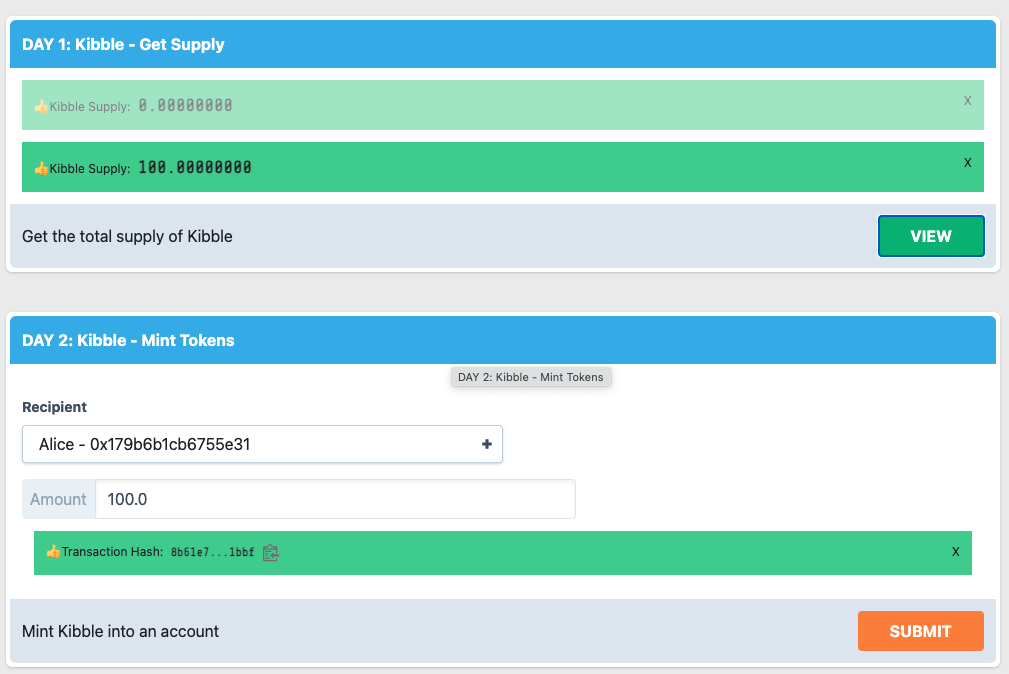 DAY 1: Kibble - Get Supply
Kibble Supply: 0.00000000 X
Kibble Supply: 100.00000000 X
Get the total supply of Kibble VIEW
DAY 2: Kibble - Mint Tokens
DAY 2: Kibble - Mint Tokens
Recipient
Alice - 0x179b6b1cb6755e31
Amount 100.0
Transaction Hash: 8b61e7...1bbf X
Mint Kibble into an account SUBMIT